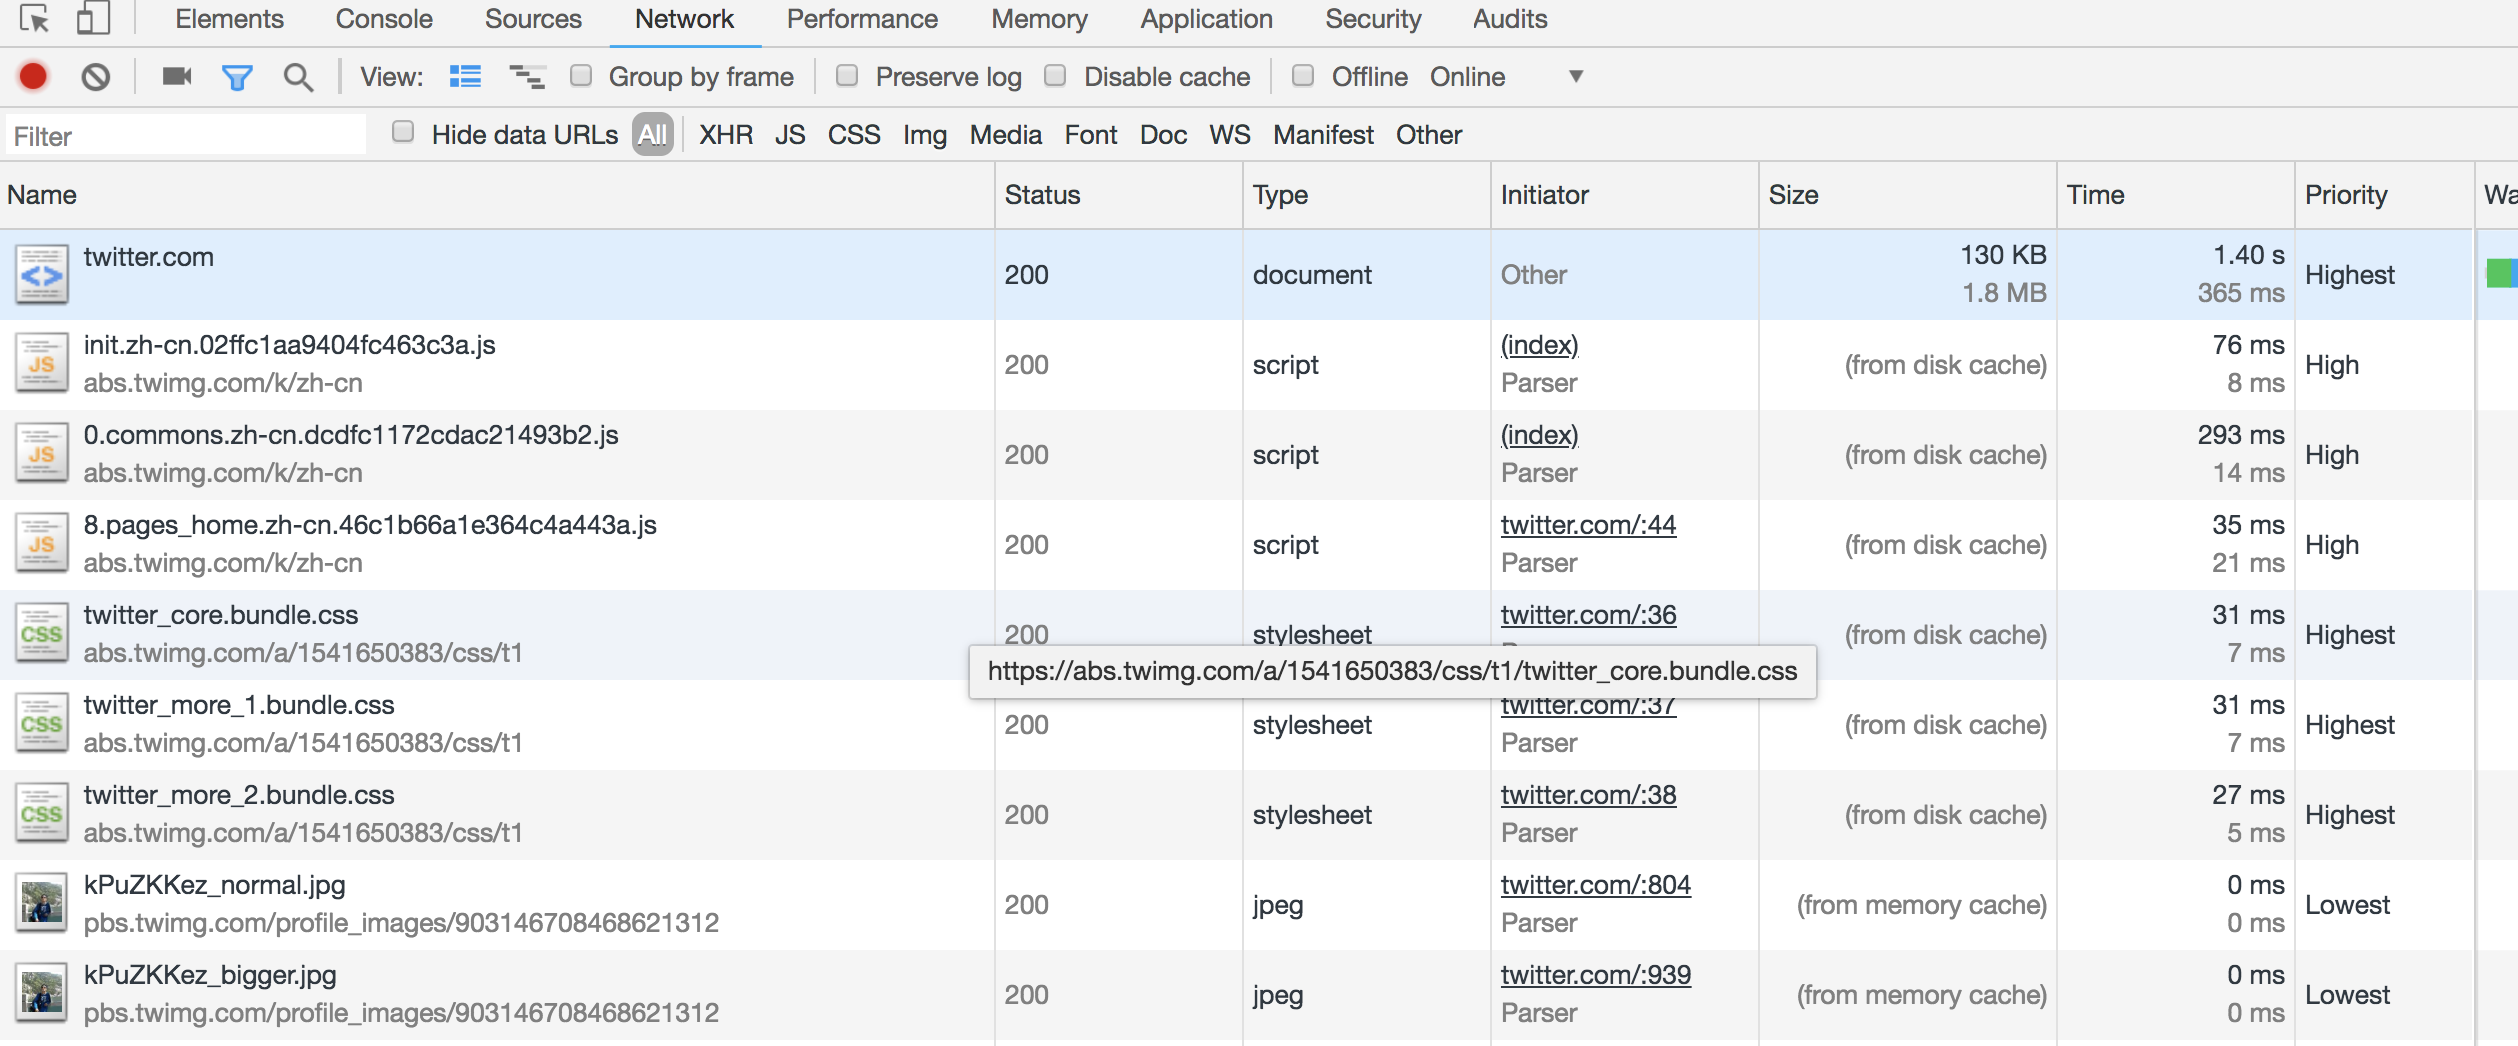 Elements Console Sources Network Performance Memory Application Security Audits
View: Group by frame Preserve log Disable cache Offline Online
Filter Hide data URLs All XHR JS CSS Img Media Font Doc WS Manifest Other
Name Status Type Initiator Size Time Priority
twitter.com 200 document Other 130 KB 1.40 s Highest
1.8 MB 365 ms
init.zh-cn.02ffc1aa9404fc463c3a.js 200 script (index) (from disk cache) 76 ms High
JS abs.twimg.com/k/zh-cn Parser 8 ms
0.commons.zh-cn.dcdfc1172cdac21493b2.js 200 script (index) (from disk cache) 293 ms High
JS abs.twimg.com/k/zh-cn Parser 14 ms
8.pages_home.zh-cn.46c1b66a1e364c4a443a.js 200 script twitter.com/:44 (from disk cache) 35 ms High
JS abs.twimg.com/k/zh-cn Parser 21 ms
twitter_core.bundle.css 200 stylesheet twitter.com/:36 (from disk cache) 31 ms Highest
CSS abs.twimg.com/a/1541650383/css/t1 7 ms
https://abs.twimg.com/a/1541650383/css/t1/twitter_core.bundle.css
twitter_more_1.bundle.css 200 stylesheet twitter.com/:37 (from disk cache) 31 ms Highest
CSS abs.twimg.com/a/1541650383/css/t1 Parser 7 ms
twitter_more_2.bundle.css 200 stylesheet twitter.com/:38 (from disk cache) 27 ms Highest
CSS abs.twimg.com/a/1541650383/css/t1 Parser 5 ms
kPuZKKez_normal.jpg 200 jpeg twitter.com/:804 (from memory cache) 0 ms Lowest
pbs.twimg.com/profile_images/903146708468621312 Parser 0 ms
kPuZKKez_bigger.jpg 200 jpeg twitter.com/:939 (from memory cache) 0 ms Lowest
pbs.twimg.com/profile_images/903146708468621312 Parser 0 ms